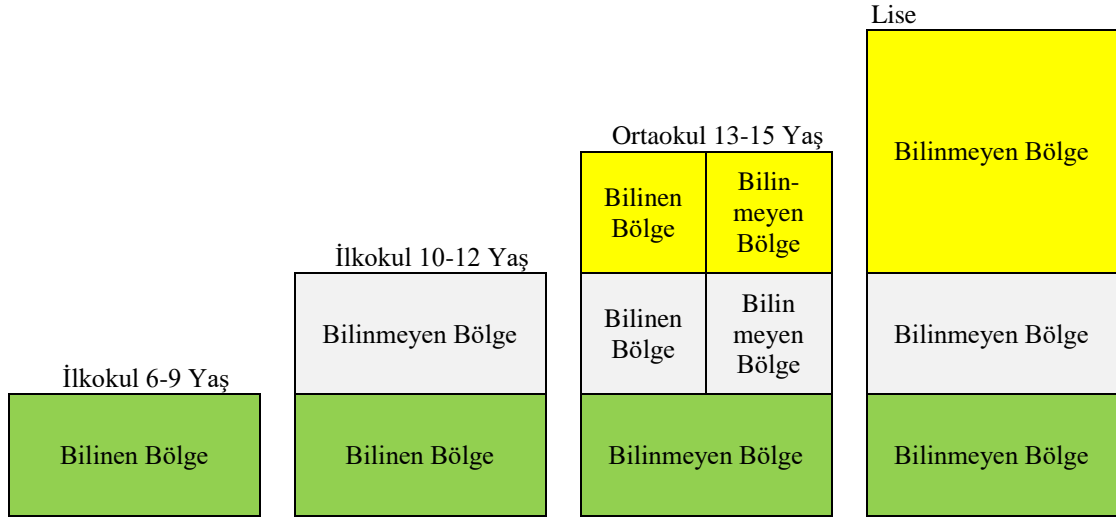 Lise
Bilinmeyen Bölge
Ortaokul 13-15 Yaş
Bilinen
Bölge
Bilin-
meyen
Bölge
İlkokul 10-12 Yaş
Bilinmeyen Bölge
Bilinen
Bölge
Bilin
meyen
Bölge
Bilinmeyen Bölge
İlkokul 6-9 Yaş
Bilinen Bölge
Bilinen Bölge
Bilinmeyen Bölge
Bilinmeyen Bölge